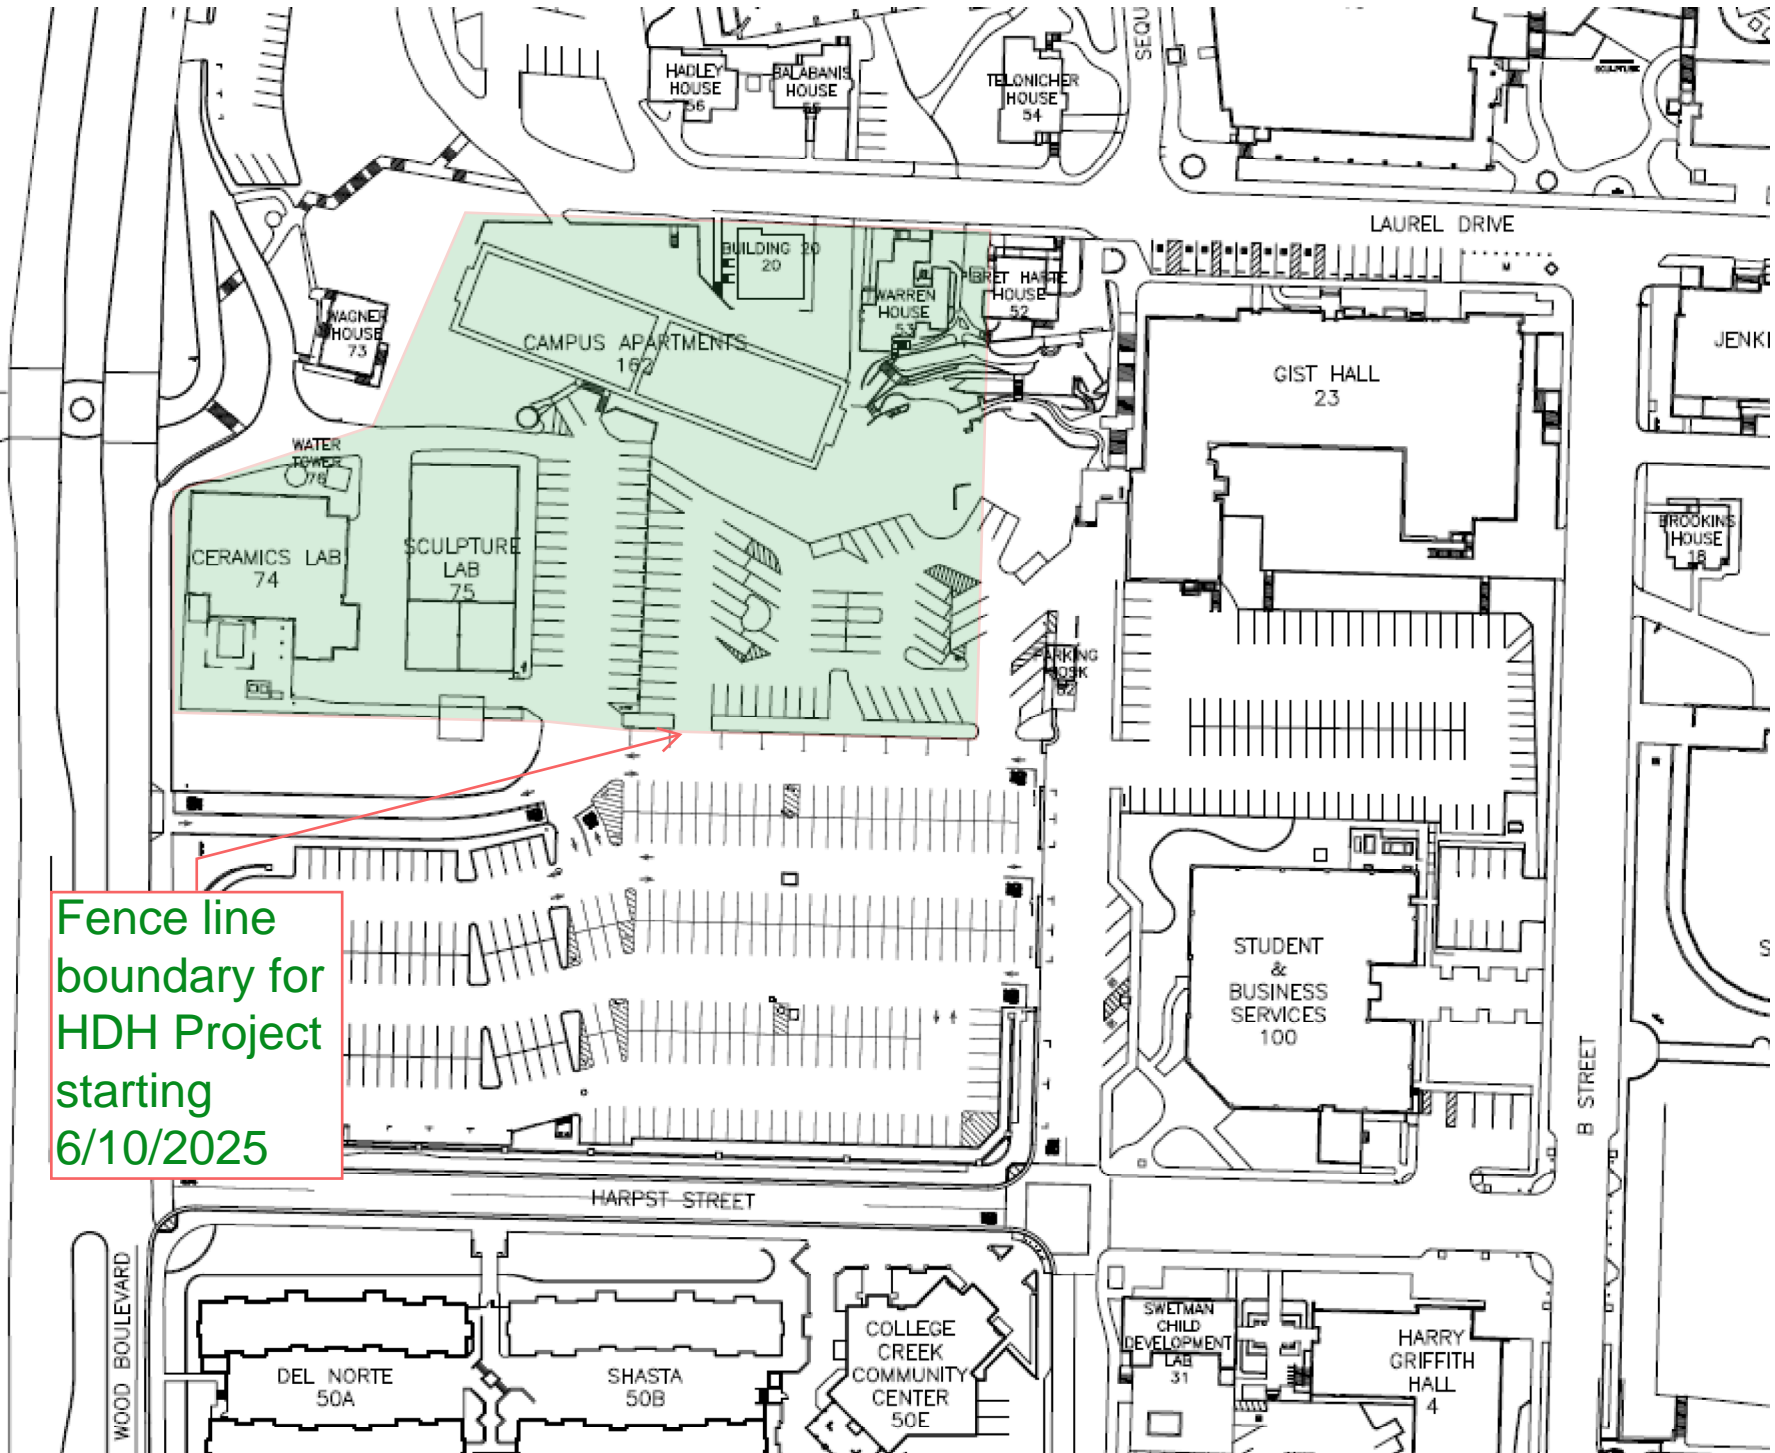 SEQU
SCULPTURE
HADLEY
HOUSE
56
BALABANIS
HOUSE
55
TELONICHER
HOUSE
54
LAUREL DRIVE
BUILDING 20
20
WARREN
HOUSE
53
BRET HARTE
HOUSE
52
WAGNER
HOUSE
73
CAMPUS APARTMENTS
GIST HALL
23
JENKI
WATER
TOWER
76
CERAMICS LAB
74
SCULPTURE
LAB
75
BROOKINS
HOUSE
18
PARKING
KIOSK
Fence line
boundary for
HDH Project
starting
6/10/2025
STUDENT
&
BUSINESS
SERVICES
100
S
B STREET
HARPST STREET
WOOD BOULEVARD
DEL NORTE
50A
SHASTA
50B
COLLEGE
CREEK
COMMUNITY
CENTER
50E
SWETMAN
CHILD
DEVELOPMENT
LAB
31
HARRY
GRIFFITH
HALL
4